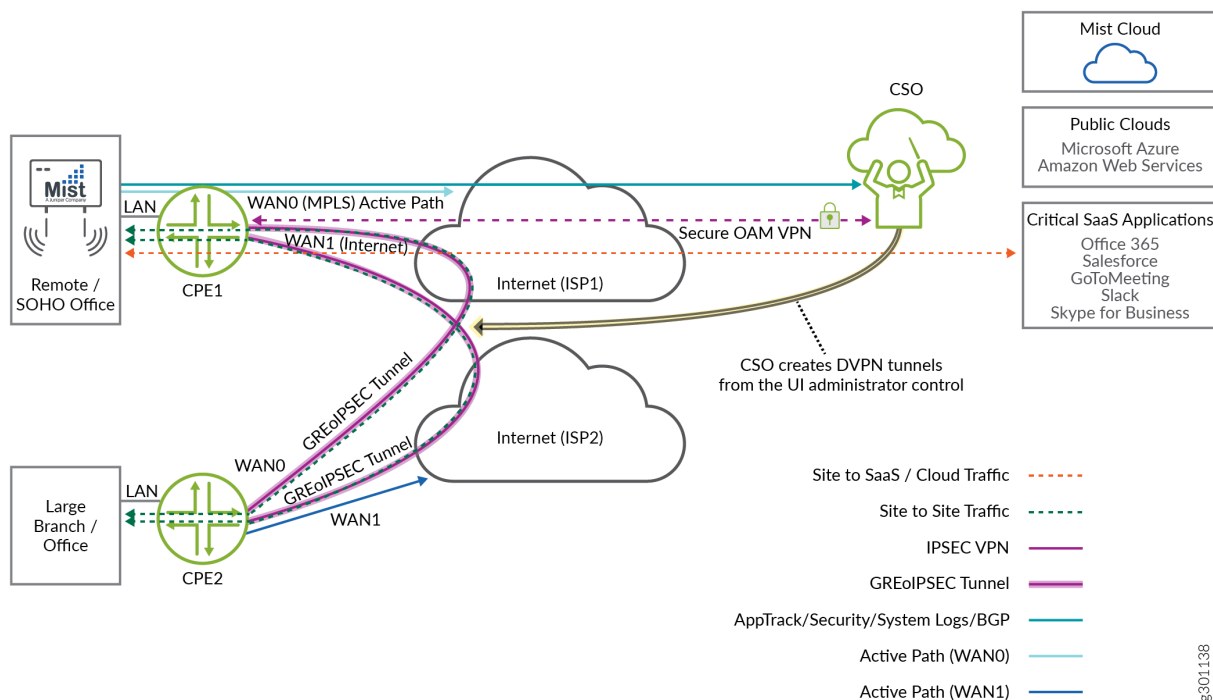 Mist Cloud
CSO
Public Clouds
Microsoft Azure
Amazon Web Services
Mist
A Juniper Company
LAN
WAN0 (MPLS) Active Path
Secure OAM VPN
WAN1 (Internet)
Critical SaaS Applications
Office 365
Salesforce
GoToMeeting
Slack
Skype for Business
Remote /
SOHO Office
CPE1
Internet (ISP1)
CSO creates DVPN tunnels
from the UI administrator control
GREoIPSEC Tunnel
Internet (ISP2)
WAN0
GREoIPSEC Tunnel
WAN1
LAN
Large
Branch /
Office
CPE2
Site to SaaS / Cloud Traffic
Site to Site Traffic
IPSEC VPN
GREoIPSEC Tunnel
AppTrack/Security/System Logs/BGP
Active Path (WAN0)
Active Path (WAN1)
g301138